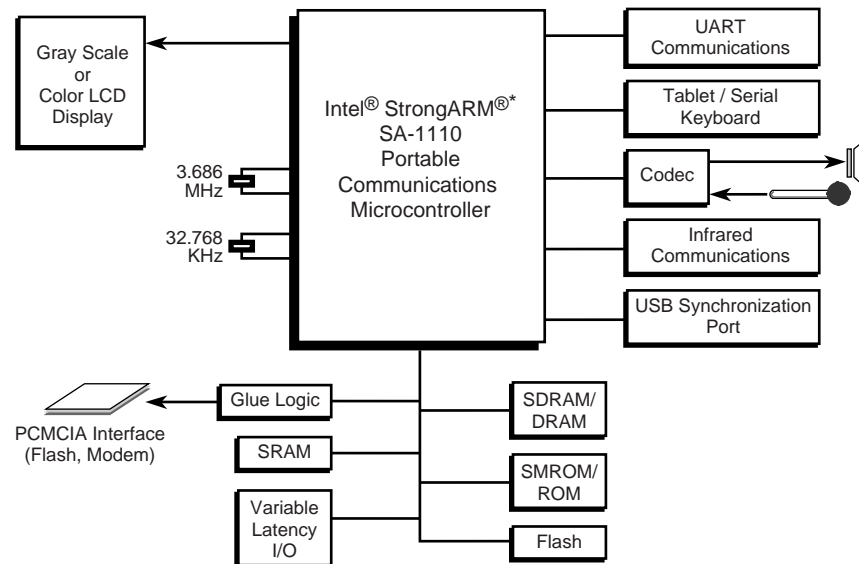 Gray Scale
or
Color LCD
Display
3.686
MHz
32.768
KHz
Intel® StrongARM®*
SA-1110
Portable
Communications
Microcontroller
UART
Communications
Tablet / Serial
Keyboard
Codec
Infrared
Communications
USB Synchronization
Port
Glue Logic
PCMCIA Interface
(Flash, Modem)
SRAM
Variable
Latency
I/O
SDRAM/
DRAM
SMROM/
ROM
Flash